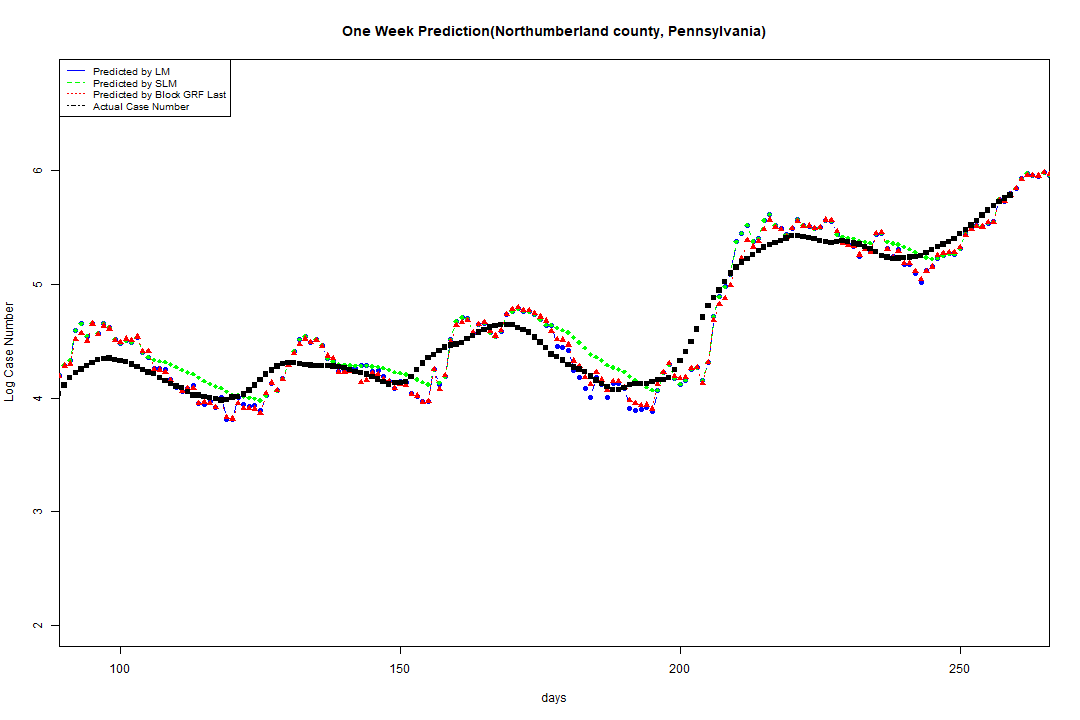 One Week Prediction(Northumberland county, Pennsylvania)
Predicted by LM
Predicted by SLM
Predicted by Block GRF Last
Actual Case Number
6
5
4
3
2
Log Case Number
100 150 200 250
days